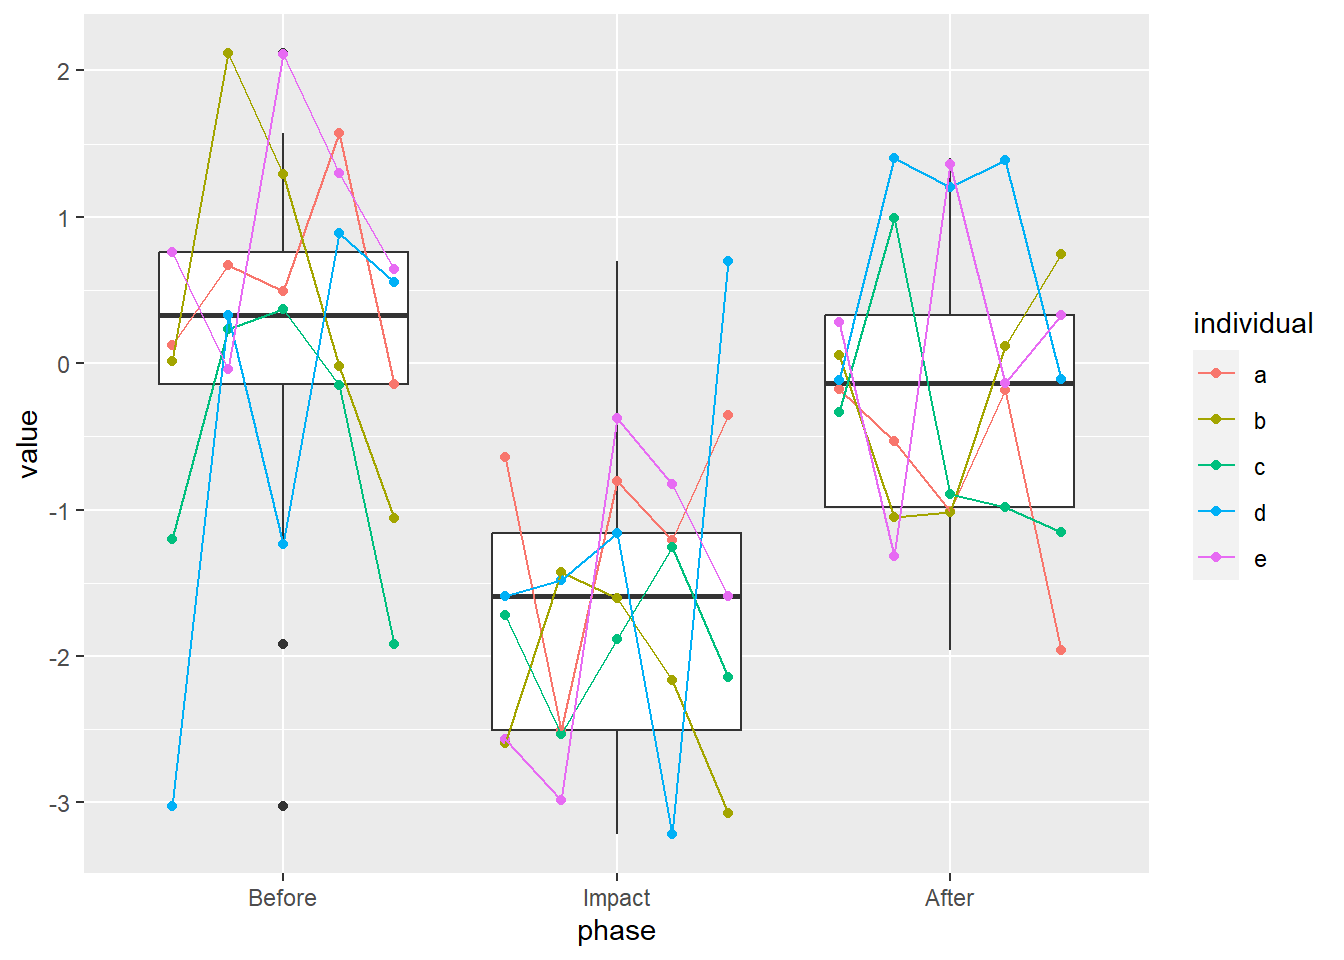 2
1
0
-1
-2
-3
value
Before Impact After
phase
individual
a
b
c
d
e